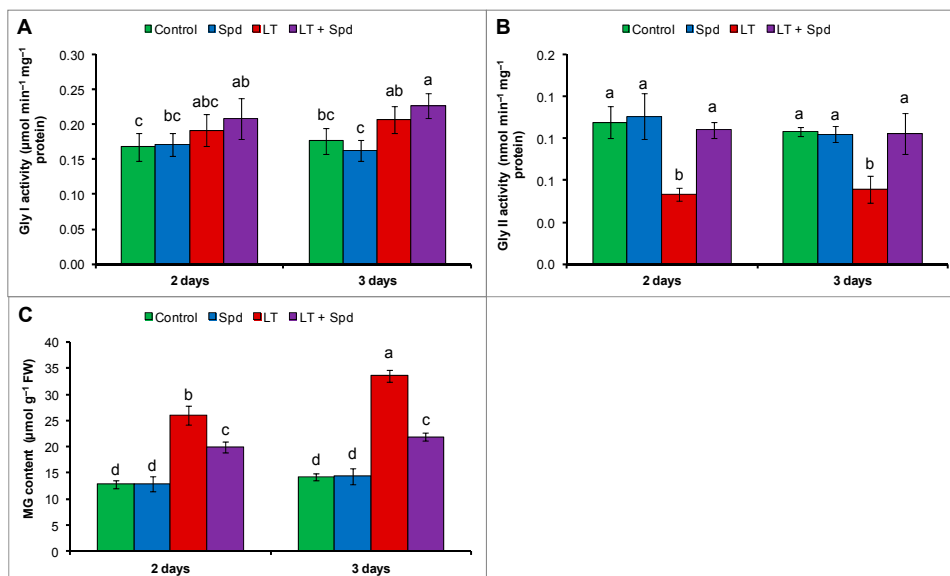 A
Control Spd LT LT + Spd
Gly I activity (µmol min⁻¹ mg⁻¹
protein)
0.30
0.25
0.20
0.15
0.10
0.05
0.00
c bc abc ab
bc c ab a
2 days 3 days
B
Control Spd LT LT + Spd
Gly II activity (nmol min⁻¹ mg⁻¹
protein)
0.2
0.1
0.1
0.1
0.0
0.0
a a b a
a a b a
2 days 3 days
C
Control Spd LT LT + Spd
MG content (µmol g⁻¹ FW)
40
35
30
25
20
15
10
5
0
d d b c
d d a c
2 days 3 days